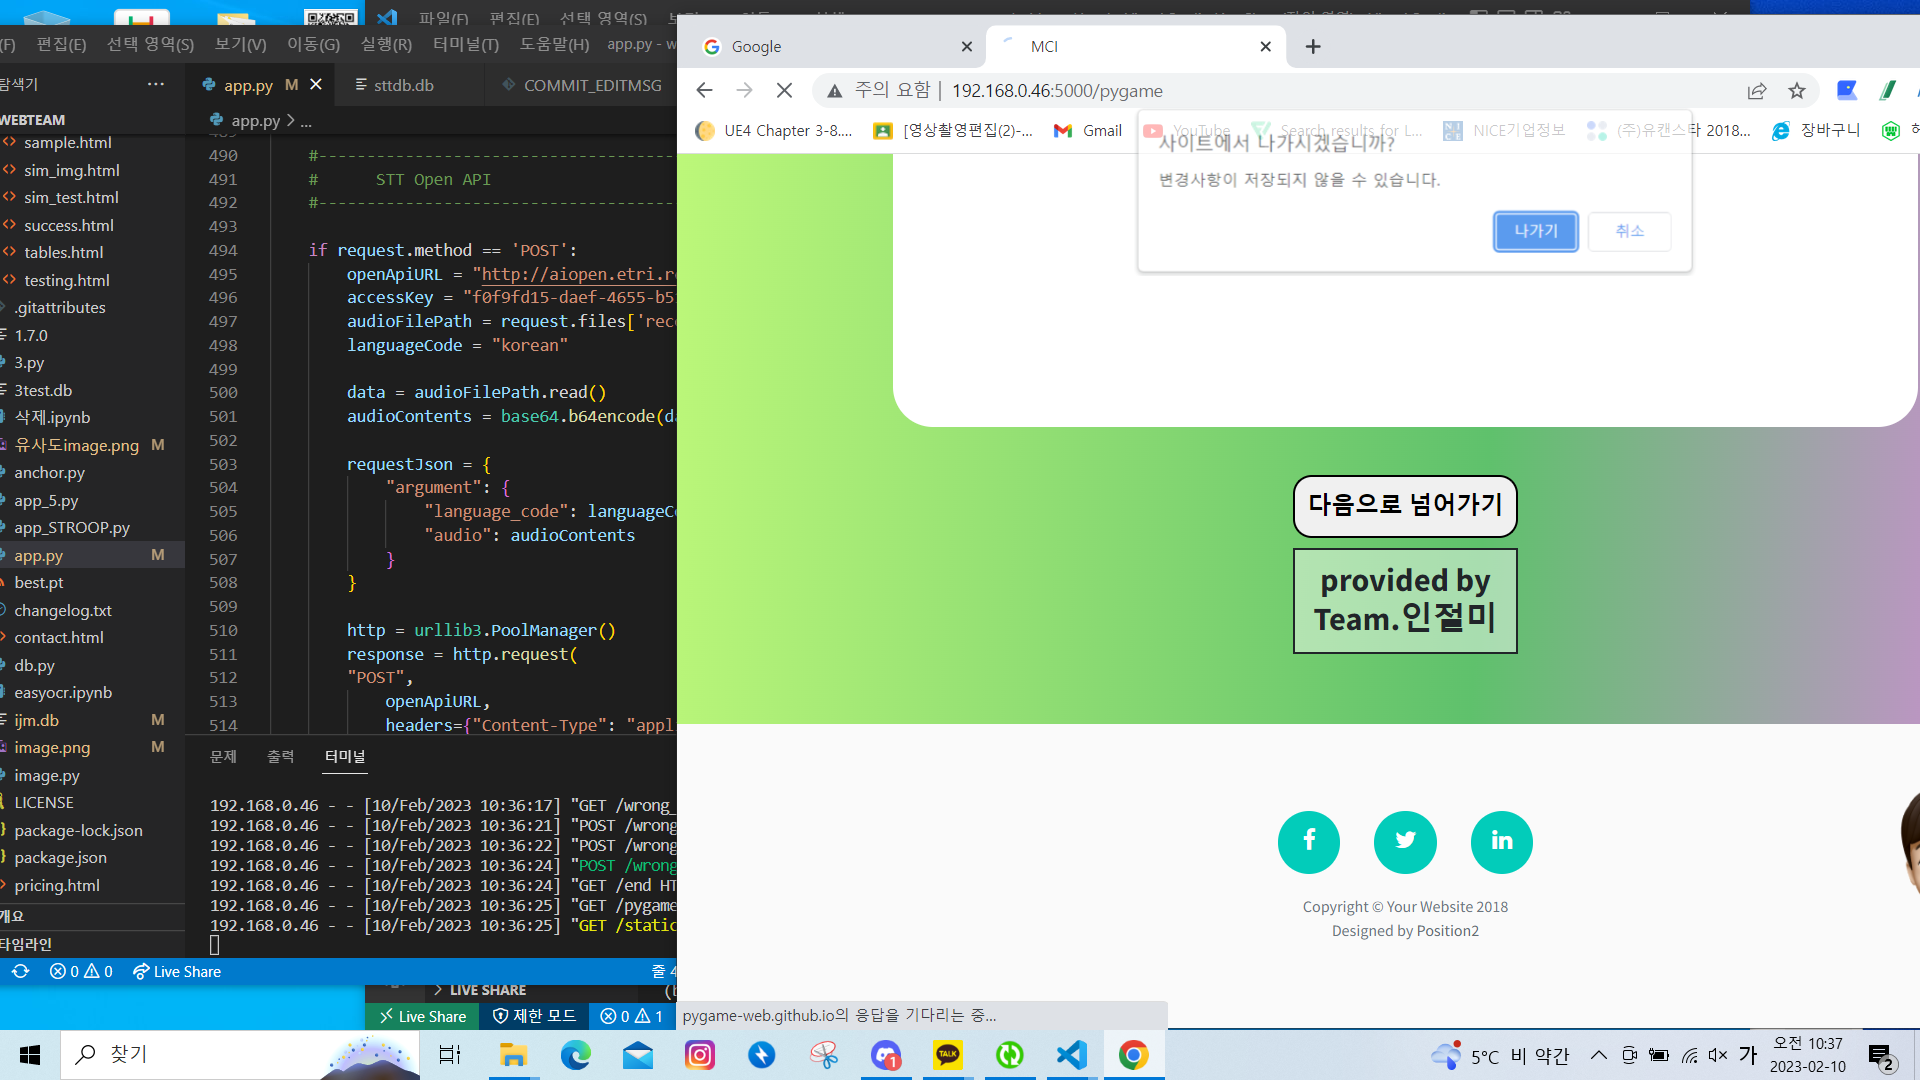 파일(F) 편집(E) 선택 영역(S)
(F) 편집(E) 선택 영역(S) 보기(V) 이동(G) 실행(R) 터미널(T) 도움말(H) app.py - w
탐색기 ...
app.py M
sttdb.db
COMMIT_EDITMSG
WEBTEAM
app.py > ...
sample.html
sim_img.html
sim_test.html
success.html
tables.html
testing.html
.gitattributes
1.7.0
3.py
3test.db
삭제.ipynb
유사도image.png M
anchor.py
app_5.py
app_STROOP.py
app.py M
best.pt
changelog.txt
contact.html
db.py
easyocr.ipynb
ijm.db M
image.png M
image.py
LICENSE
package-lock.json
package.json
pricing.html
개요
타임라인
490 #-------------------------------------
491 # STT Open API
492 #-------------------------------------
493
494 if request.method == 'POST':
495 openApiURL = "http://aiopen.etri.re
496 accessKey = "f0f9fd15-daef-4655-b5
497 audioFilePath = request.files['reco
498 languageCode = "korean"
499
500 data = audioFilePath.read()
501 audioContents = base64.b64encode(da
502
503 requestJson = {
504 "argument": {
505 "language_code": languageCo
506 "audio": audioContents
507 }
508 }
509
510 http = urllib3.PoolManager()
511 response = http.request(
512 "POST",
513 openApiURL,
514 headers={"Content-Type": "appl
문제 출력 터미널
192.168.0.46 - - [10/Feb/2023 10:36:17] "GET /wrong_
192.168.0.46 - - [10/Feb/2023 10:36:21] "POST /wrong
192.168.0.46 - - [10/Feb/2023 10:36:22] "POST /wrong
192.168.0.46 - - [10/Feb/2023 10:36:24] "POST /wrong
192.168.0.46 - - [10/Feb/2023 10:36:24] "GET /end HT
192.168.0.46 - - [10/Feb/2023 10:36:25] "GET /pygame
192.168.0.46 - - [10/Feb/2023 10:36:25] "GET /static
0 0 Live Share 줄 4
LIVE SHARE
Live Share 제한 모드 0 1
Google
MCI
주의 요함 | 192.168.0.46:5000/pygame
UE4 Chapter 3-8....
[영상촬영편집(2)-...
Gmail
YouTube
Search results for L...
NICE기업정보
(주)유캔스타 2018...
장바구니
사이트에서 나가시겠습니까?
변경사항이 저장되지 않을 수 있습니다.
나가기
취소
다음으로 넘어가기
provided by
Team.인절미
Copyright © Your Website 2018
Designed by Position2
pygame-web.github.io의 응답을 기다리는 중...
찾기
1
TALK
5°C 비 약간
가
오전 10:37
2023-02-10
2